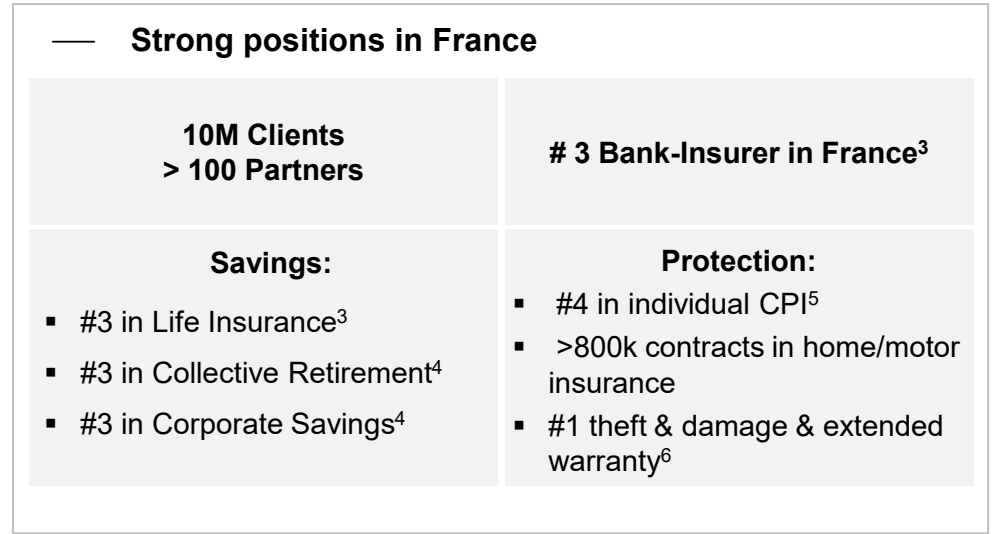 Strong positions in France
10M Clients
> 100 Partners
# 3 Bank-Insurer in France³
Savings:
▪ #3 in Life Insurance³
▪ #3 in Collective Retirement⁴
▪ #3 in Corporate Savings⁴
Protection:
▪ #4 in individual CPI⁵
▪ >800k contracts in home/motor
insurance
▪ #1 theft & damage & extended
warranty⁶